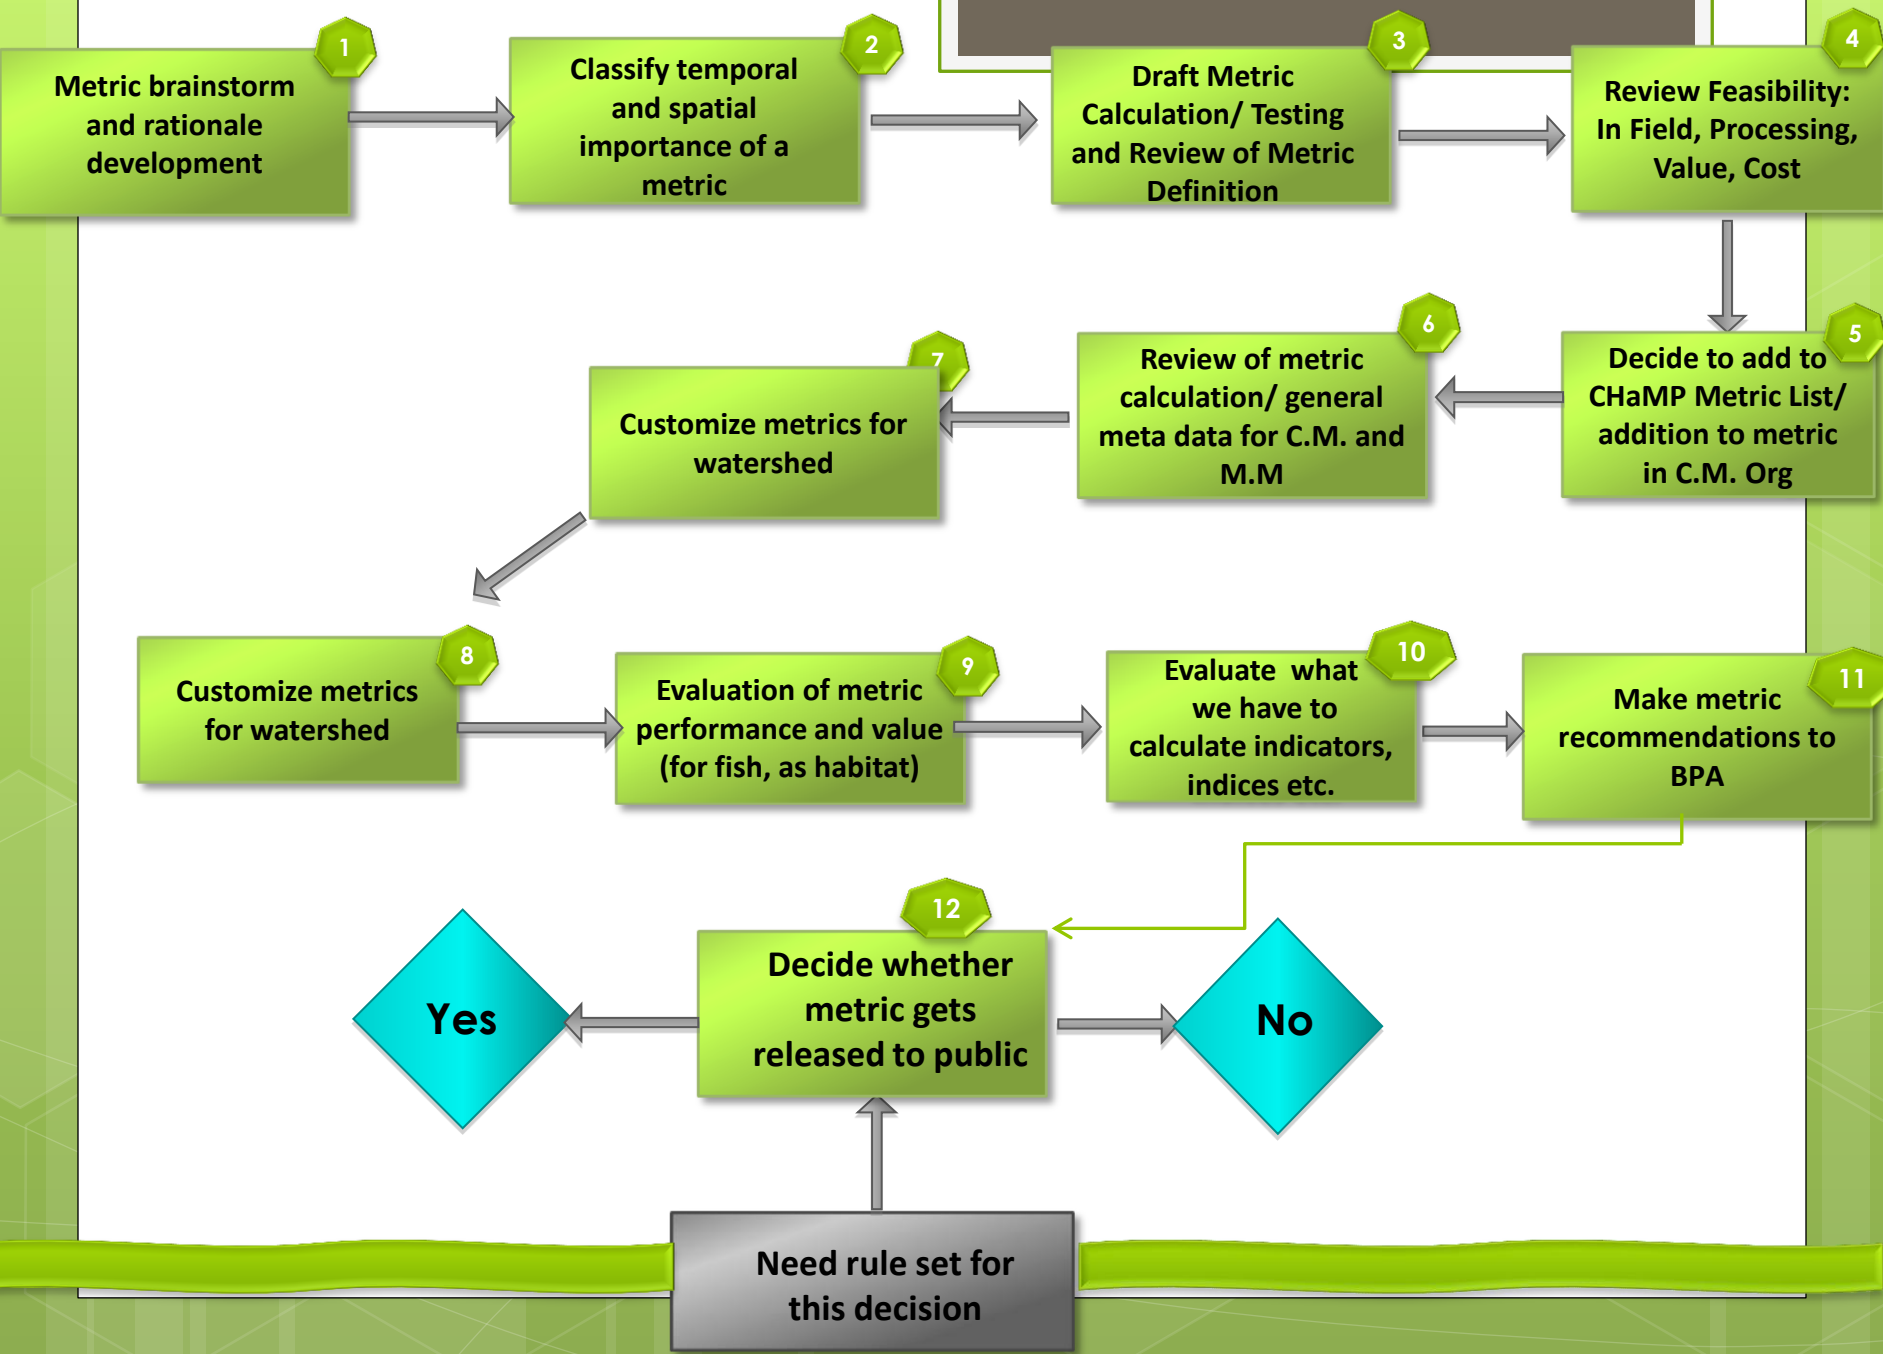 1
Metric brainstorm
and rationale
development
2
Classify temporal
and spatial
importance of a
metric
3
Draft Metric
Calculation/ Testing
and Review of Metric
Definition
4
Review Feasibility:
In Field, Processing,
Value, Cost
5
Decide to add to
CHaMP Metric List/
addition to metric
in C.M. Org
6
Review of metric
calculation/ general
meta data for C.M. and
M.M
7
Customize metrics for
watershed
8
Customize metrics
for watershed
9
Evaluation of metric
performance and value
(for fish, as habitat)
10
Evaluate what
we have to
calculate indicators,
indices etc.
11
Make metric
recommendations to
BPA
12
Decide whether
metric gets
released to public
Yes
No
Need rule set for
this decision